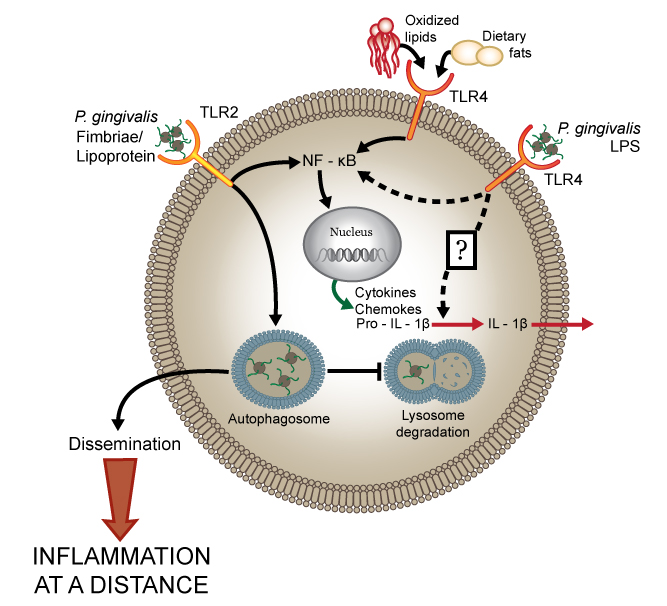 Oxidized
lipids
Dietary
fats
TLR4
TLR2
P. gingivalis
Fimbriae/
Lipoprotein
P. gingivalis
LPS
TLR4
NF - κB
Nucleus
?
Cytokines
Chemokes
Pro - IL - 1β
IL - 1β
Autophagosome
Lysosome
degradation
Dissemination
INFLAMMATION
AT A DISTANCE